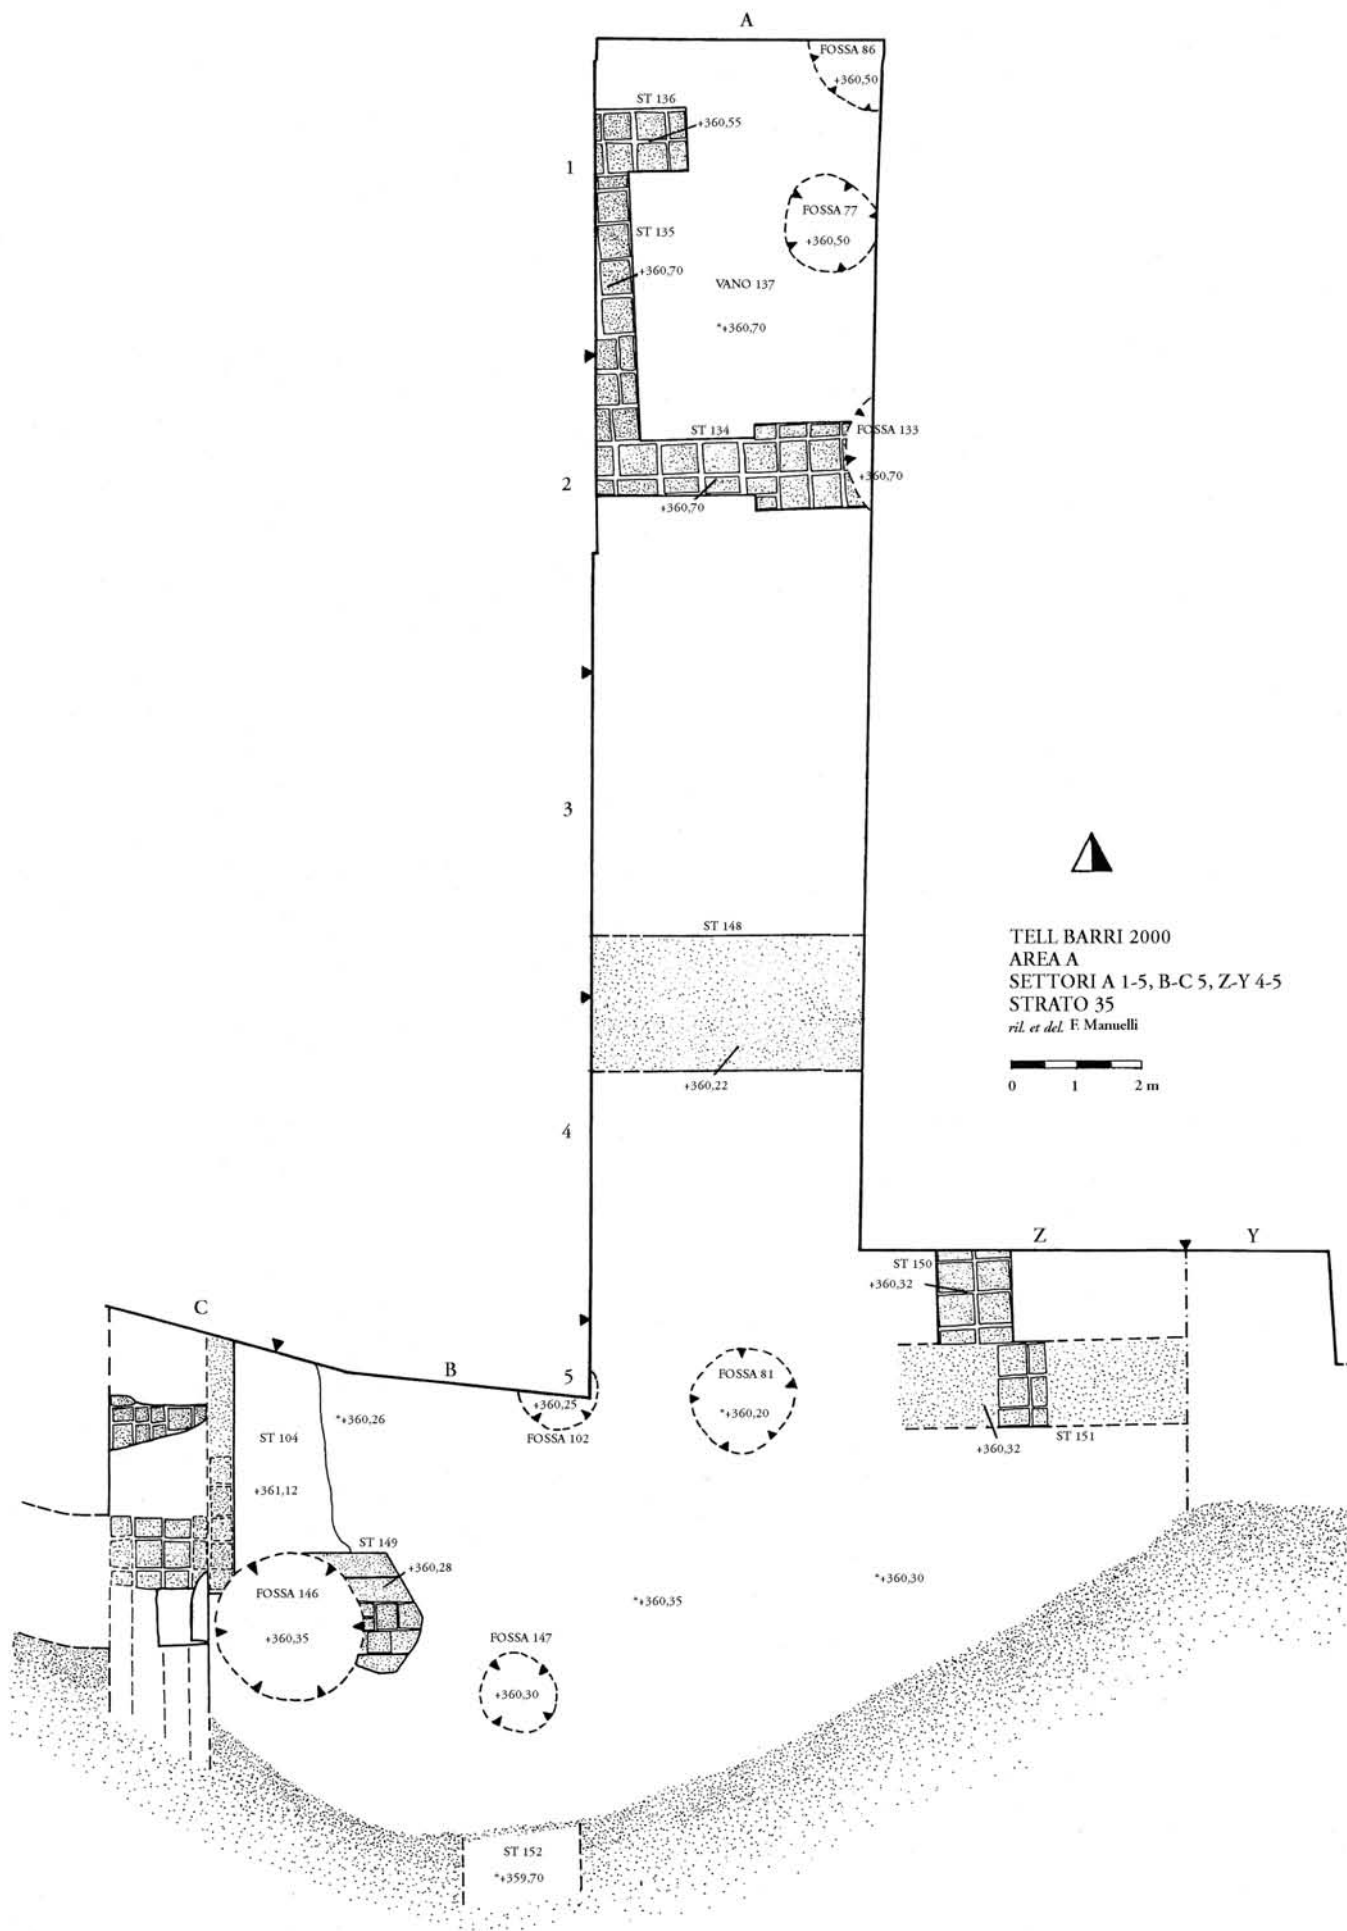 A
FOSSA 86
+360,50
ST 136
+360,55
1
FOSSA 77
+360,50
ST 135
+360,70
VANO 137
*+360,70
ST 134
FOSSA 133
+360,70
2
+360,70
3
ST 148
+360,22
TELL BARRI 2000
AREA A
SETTORI A 1-5, B-C 5, Z-Y 4-5
STRATO 35
ril. et del. F. Manuelli
0 1 2 m
4
Z
Y
ST 150
+360,32
C
B
5
+360,25
FOSSA 102
FOSSA 81
*+360,20
*+360,26
ST 104
+361,12
+360,32
ST 151
ST 149
+360,28
FOSSA 146
+360,35
*+360,30
*+360,35
FOSSA 147
+360,30
ST 152
*+359,70